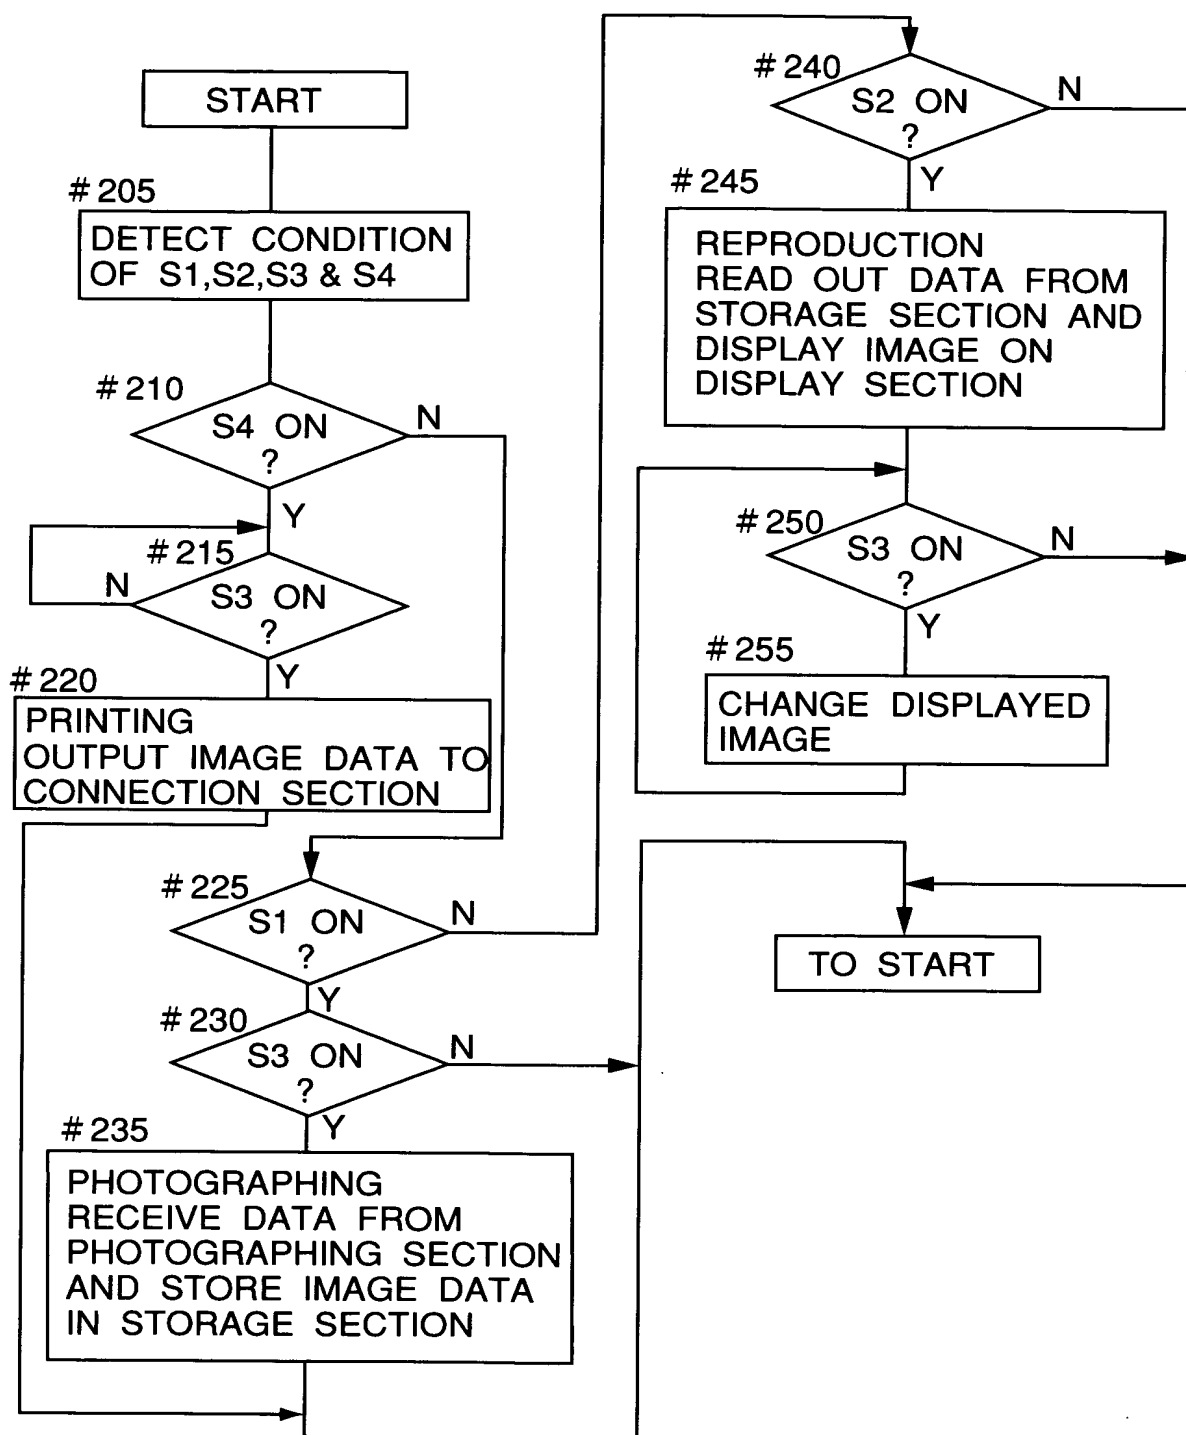 START
#205
DETECT CONDITION
OF S1,S2,S3 & S4
#210
S4 ON
?
N
Y
#215
S3 ON
?
N
Y
#220
PRINTING
OUTPUT IMAGE DATA TO
CONNECTION SECTION
#225
S1 ON
?
N
Y
#230
S3 ON
?
N
Y
#235
PHOTOGRAPHING
RECEIVE DATA FROM
PHOTOGRAPHING SECTION
AND STORE IMAGE DATA
IN STORAGE SECTION
#240
S2 ON
?
N
Y
#245
REPRODUCTION
READ OUT DATA FROM
STORAGE SECTION AND
DISPLAY IMAGE ON
DISPLAY SECTION
#250
S3 ON
?
N
Y
#255
CHANGE DISPLAYED
IMAGE
TO START